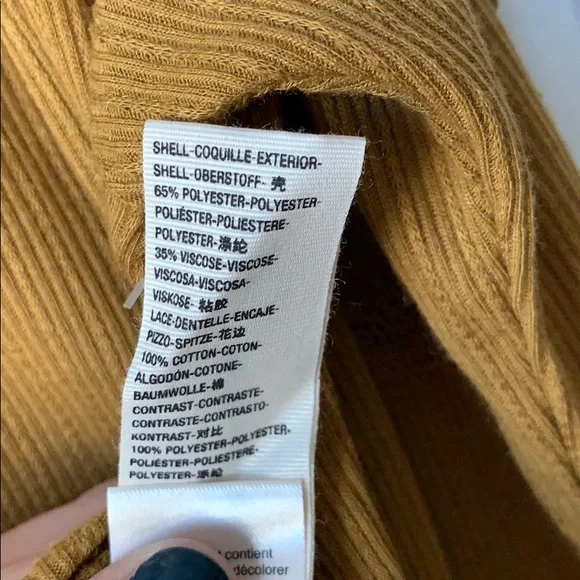 SHELL-COQUILLE-EXTERIOR-
SHELL-OBERSTOFF-壳
65% POLYESTER-POLYESTER-
POLIÉSTER-POLIESTERE-
POLYESTER-涤纶
35% VISCOSE-VISCOSE-
VISCOSA-VISCOSA-
VISKOSE-粘胶
LACE-DENTELLE-ENCAJE-
PIZZO-SPITZE-花边
100% COTTON-COTON-
ALGODÓN-COTONE-
BAUMWOLLE-棉
CONTRAST-CONTRASTE-
CONTRASTE-CONTRASTO-
KONTRAST-对比
100% POLYESTER-POLYESTER-
POLIÉSTER-POLIESTERE-
POLYESTER-涤纶
contient
décolorer